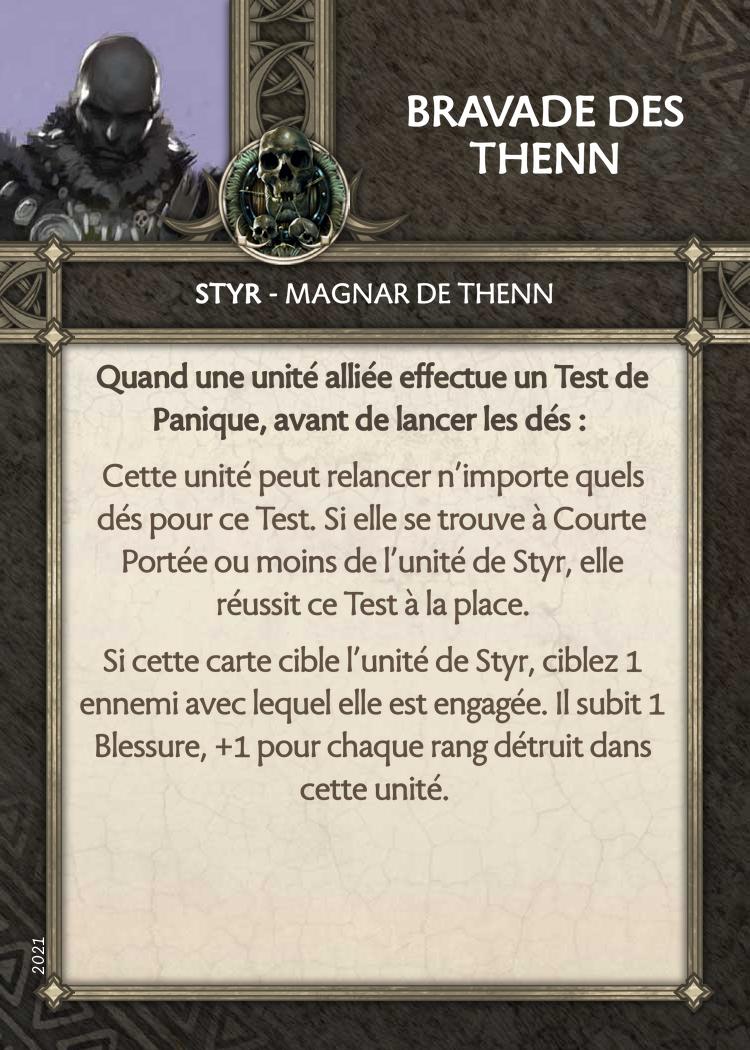 BRAVADE DES
THENN
STYR - MAGNAR DE THENN
Quand une unité alliée effectue un Test de
Panique, avant de lancer les dés :
Cette unité peut relancer n'importe quels
dés pour ce Test. Si elle se trouve à Courte
Portée ou moins de l'unité de Styr, elle
réussit ce Test à la place.
Si cette carte cible l'unité de Styr, ciblez 1
ennemi avec lequel elle est engagée. Il subit 1
Blessure, +1 pour chaque rang détruit dans
cette unité.
2021